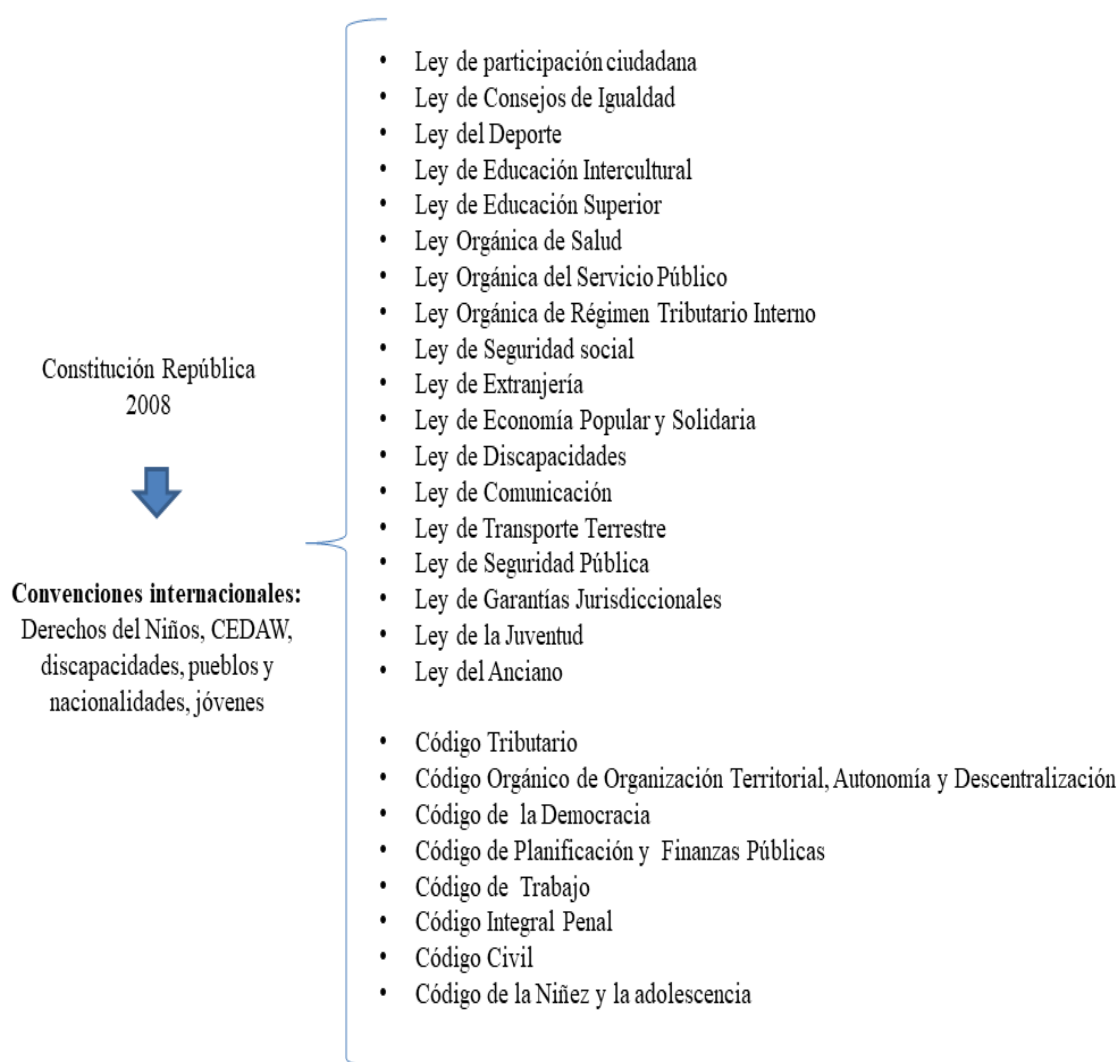 Constitución República
2008
Convenciones internacionales:
Derechos del Niños, CEDAW,
discapacidades, pueblos y
nacionalidades, jóvenes
• Ley de participación ciudadana
• Ley de Consejos de Igualdad
• Ley del Deporte
• Ley de Educación Intercultural
• Ley de Educación Superior
• Ley Orgánica de Salud
• Ley Orgánica del Servicio Público
• Ley Orgánica de Régimen Tributario Interno
• Ley de Seguridad social
• Ley de Extranjería
• Ley de Economía Popular y Solidaria
• Ley de Discapacidades
• Ley de Comunicación
• Ley de Transporte Terrestre
• Ley de Seguridad Pública
• Ley de Garantías Jurisdiccionales
• Ley de la Juventud
• Ley del Anciano
• Código Tributario
• Código Orgánico de Organización Territorial, Autonomía y Descentralización
• Código de la Democracia
• Código de Planificación y Finanzas Públicas
• Código de Trabajo
• Código Integral Penal
• Código Civil
• Código de la Niñez y la adolescencia